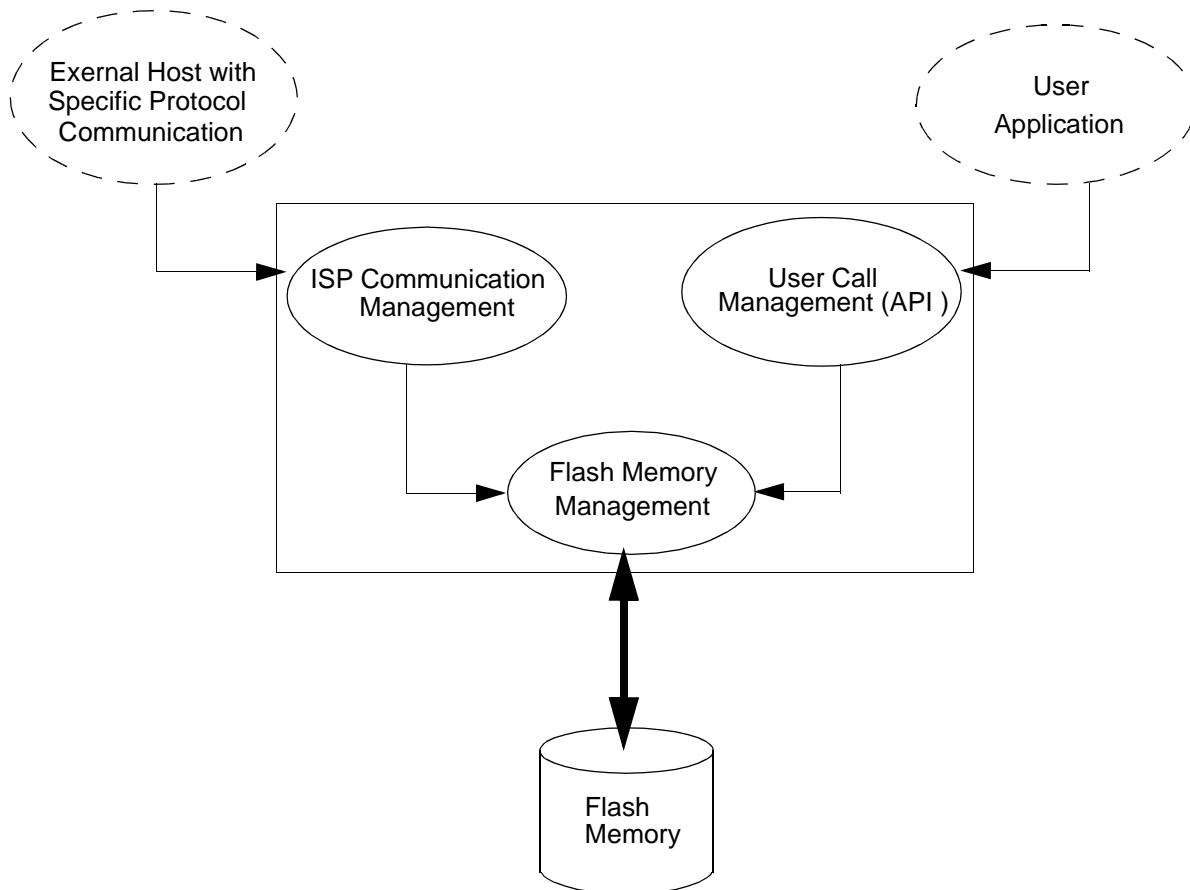 Exernal Host with
Specific Protocol
Communication
User
Application
ISP Communication
Management
User Call
Management (API )
Flash Memory
Management
Flash
Memory